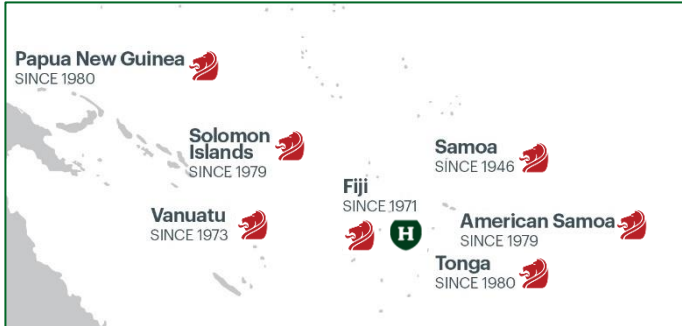 Papua New Guinea
SINCE 1980
Solomon
Islands
SINCE 1979
Samoa
SINCE 1946
Fiji
SINCE 1971
Vanuatu
SINCE 1973
H
American Samoa
SINCE 1979
Tonga
SINCE 1980